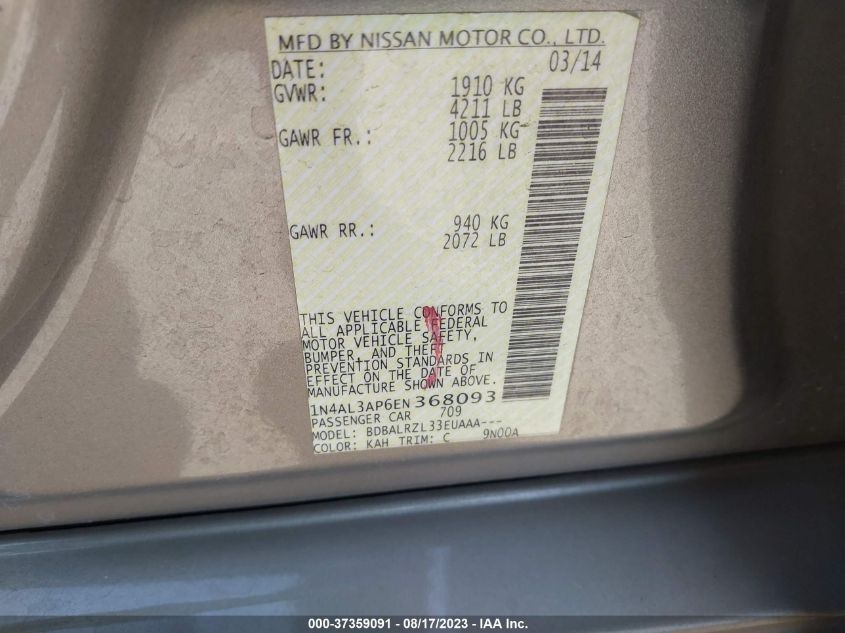 MFD BY NISSAN MOTOR CO., LTD.
DATE: 03/14
GVWR: 1910 KG
4211 LB
GAWR FR.: 1005 KG
2216 LB
GAWR RR.: 940 KG
2072 LB
THIS VEHICLE CONFORMS TO
ALL APPLICABLE FEDERAL
MOTOR VEHICLE SAFETY,
BUMPER, AND THEFT
PREVENTION STANDARDS IN
EFFECT ON THE DATE OF
MANUFACTURE SHOWN ABOVE.
1N4AL3AP6EN368093
PASSENGER CAR 709
MODEL: BDBALRZL33EUAAA---
COLOR: KAH TRIM: C 9N00A
000-37359091 - 08/17/2023 - IAA Inc.